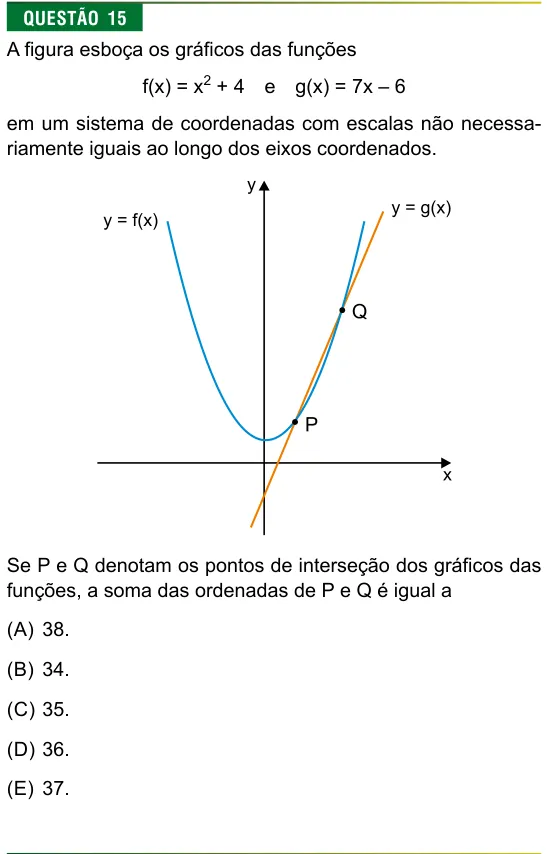 QUESTÃO 15
A figura esboça os gráficos das funções
f(x) = x² + 4 e g(x) = 7x – 6
em um sistema de coordenadas com escalas não necessa-
riamente iguais ao longo dos eixos coordenados.
y
y = f(x)
y = g(x)
Q
P
x
Se P e Q denotam os pontos de interseção dos gráficos das
funções, a soma das ordenadas de P e Q é igual a
(A) 38.
(B) 34.
(C) 35.
(D) 36.
(E) 37.